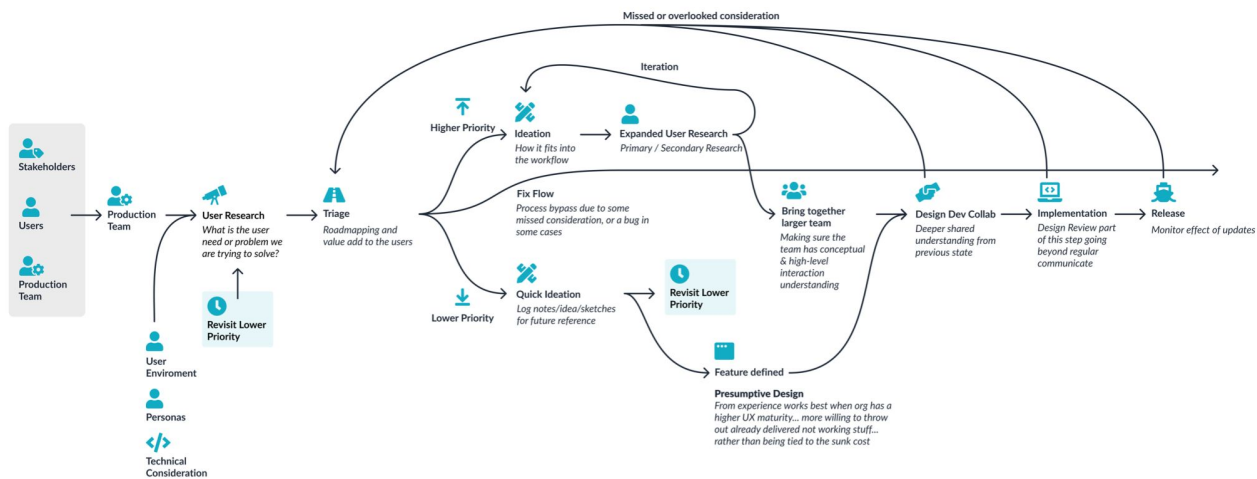 Missed or overlooked consideration
Iteration
Stakeholders
Users
Production
Team
Production
Team
User Research
What is the user
need or problem we
are trying to solve?
Revisit Lower
Priority
User
Enviroment
Personas
Technical
Consideration
Triage
Roadmapping and
value add to the users
Higher Priority
Ideation
How it fits into
the workflow
Expanded User Research
Primary / Secondary Research
Fix Flow
Process bypass due to some
missed consideration, or a bug in
some cases
Lower Priority
Quick Ideation
Log notes/idea/sketches
for future reference
Revisit Lower
Priority
Feature defined
Presumptive Design
From experience works best when org has a
higher UX maturity... more willing to throw
out already delivered not working stuff...
rather than being tied to the sunk cost
Bring together
larger team
Making sure the
team has conceptual
& high-level
interaction
understanding
Design Dev Collab
Deeper shared
understanding from
previous state
Implementation
Design Review part
of this step going
beyond regular
communicate
Release
Monitor effect of updates